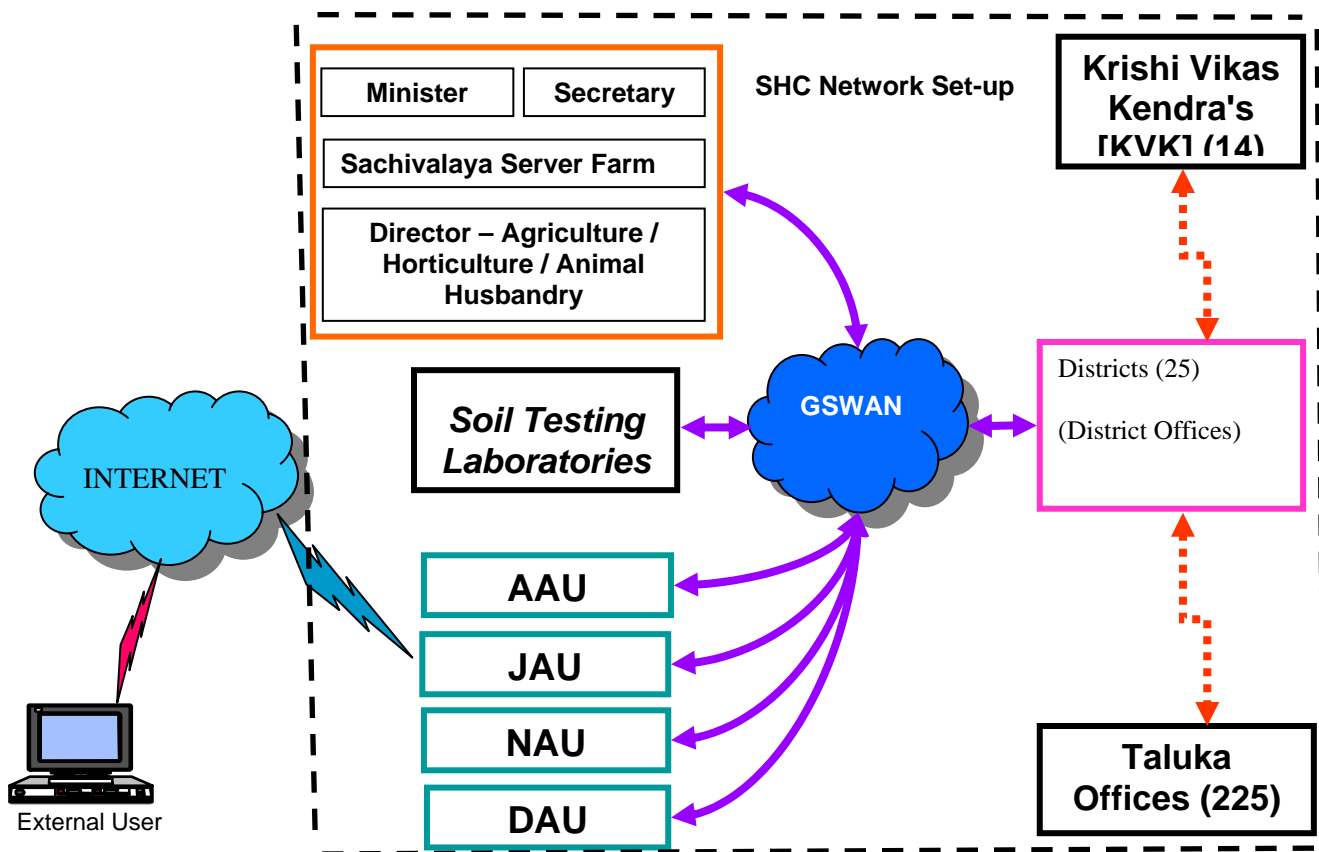 Minister
Secretary
Sachivalaya Server Farm
Director – Agriculture /
Horticulture / Animal
Husbandry
SHC Network Set-up
Krishi Vikas
Kendra's
[KVK] (14)
Soil Testing
Laboratories
GSWAN
Districts (25)
(District Offices)
INTERNET
AAU
JAU
NAU
DAU
Taluka
Offices (225)
External User